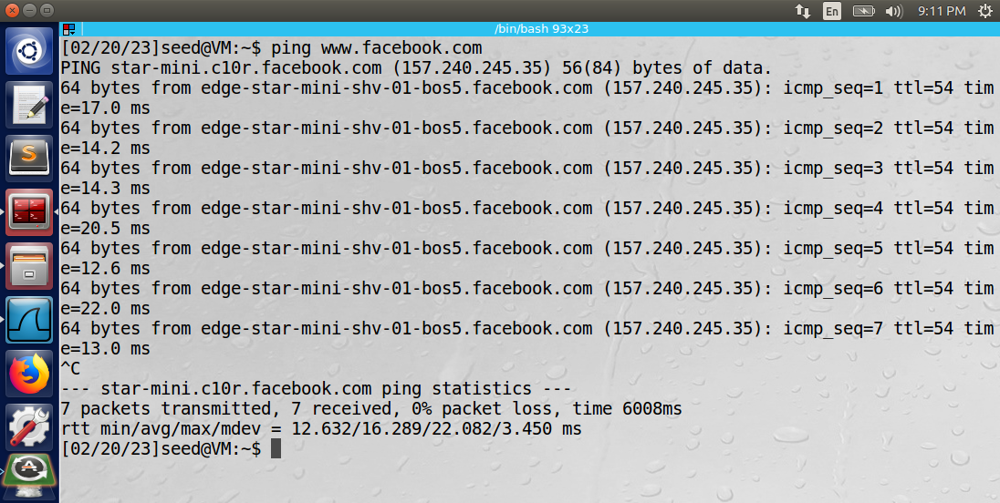 En
9:11 PM
/bin/bash 93x23
[02/20/23]seed@VM:~$ ping www.facebook.com
PING star-mini.c10r.facebook.com (157.240.245.35) 56(84) bytes of data.
64 bytes from edge-star-mini-shv-01-bos5.facebook.com (157.240.245.35): icmp_seq=1 ttl=54 tim
e=17.0 ms
64 bytes from edge-star-mini-shv-01-bos5.facebook.com (157.240.245.35): icmp_seq=2 ttl=54 tim
e=14.2 ms
64 bytes from edge-star-mini-shv-01-bos5.facebook.com (157.240.245.35): icmp_seq=3 ttl=54 tim
e=14.3 ms
64 bytes from edge-star-mini-shv-01-bos5.facebook.com (157.240.245.35): icmp_seq=4 ttl=54 tim
e=20.5 ms
64 bytes from edge-star-mini-shv-01-bos5.facebook.com (157.240.245.35): icmp_seq=5 ttl=54 tim
e=12.6 ms
64 bytes from edge-star-mini-shv-01-bos5.facebook.com (157.240.245.35): icmp_seq=6 ttl=54 tim
e=22.0 ms
64 bytes from edge-star-mini-shv-01-bos5.facebook.com (157.240.245.35): icmp_seq=7 ttl=54 tim
e=13.0 ms
^C
--- star-mini.c10r.facebook.com ping statistics ---
7 packets transmitted, 7 received, 0% packet loss, time 6008ms
rtt min/avg/max/mdev = 12.632/16.289/22.082/3.450 ms
[02/20/23]seed@VM:~$